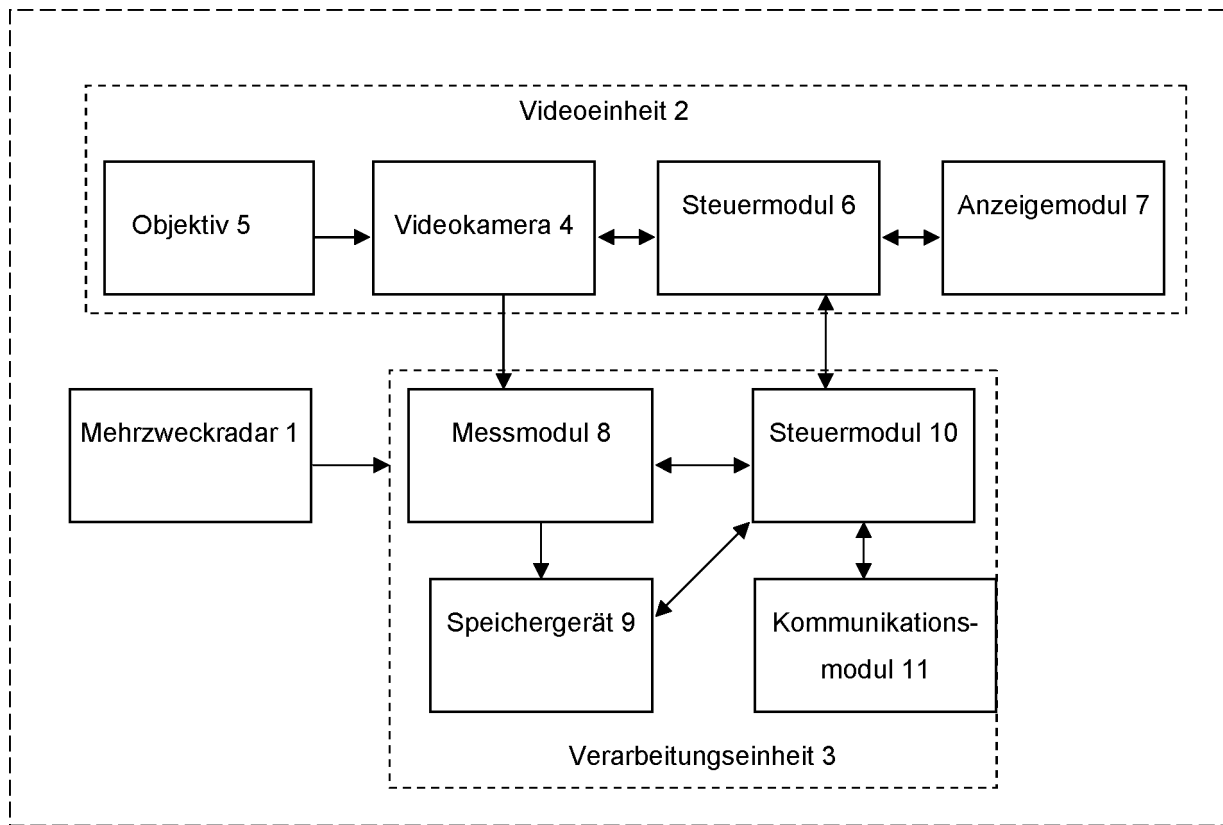 Videoeinheit 2
Objektiv 5
Videokamera 4
Steuermodul 6
Anzeigemodul 7
Mehrzweckradar 1
Messmodul 8
Steuermodul 10
Speichergerät 9
Kommunikations-
modul 11
Verarbeitungseinheit 3